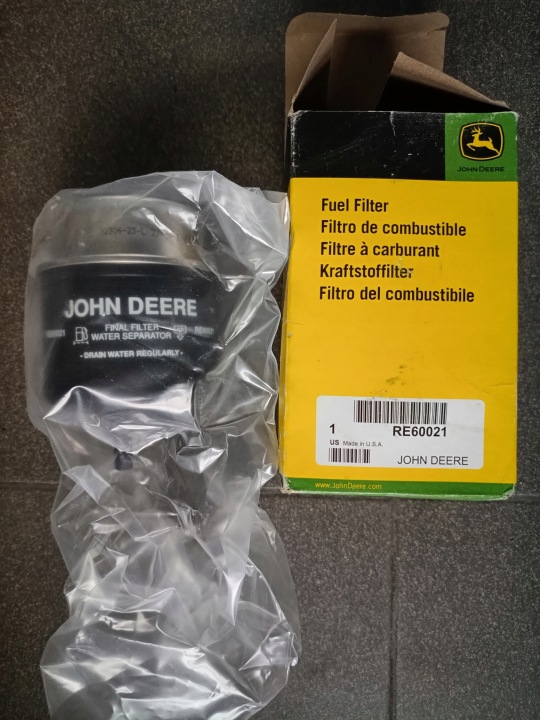 JOHN DEERE
Fuel Filter
Filtro de combustible
Filtre à carburant
Kraftstoffilter
Filtro del combustibile
JOHN DEERE
FINAL FILTER
WATER SEPARATOR
- DRAIN WATER REGULARLY -
1 RE60021
US Made in U.S.A.
JOHN DEERE
www.JohnDeere.com